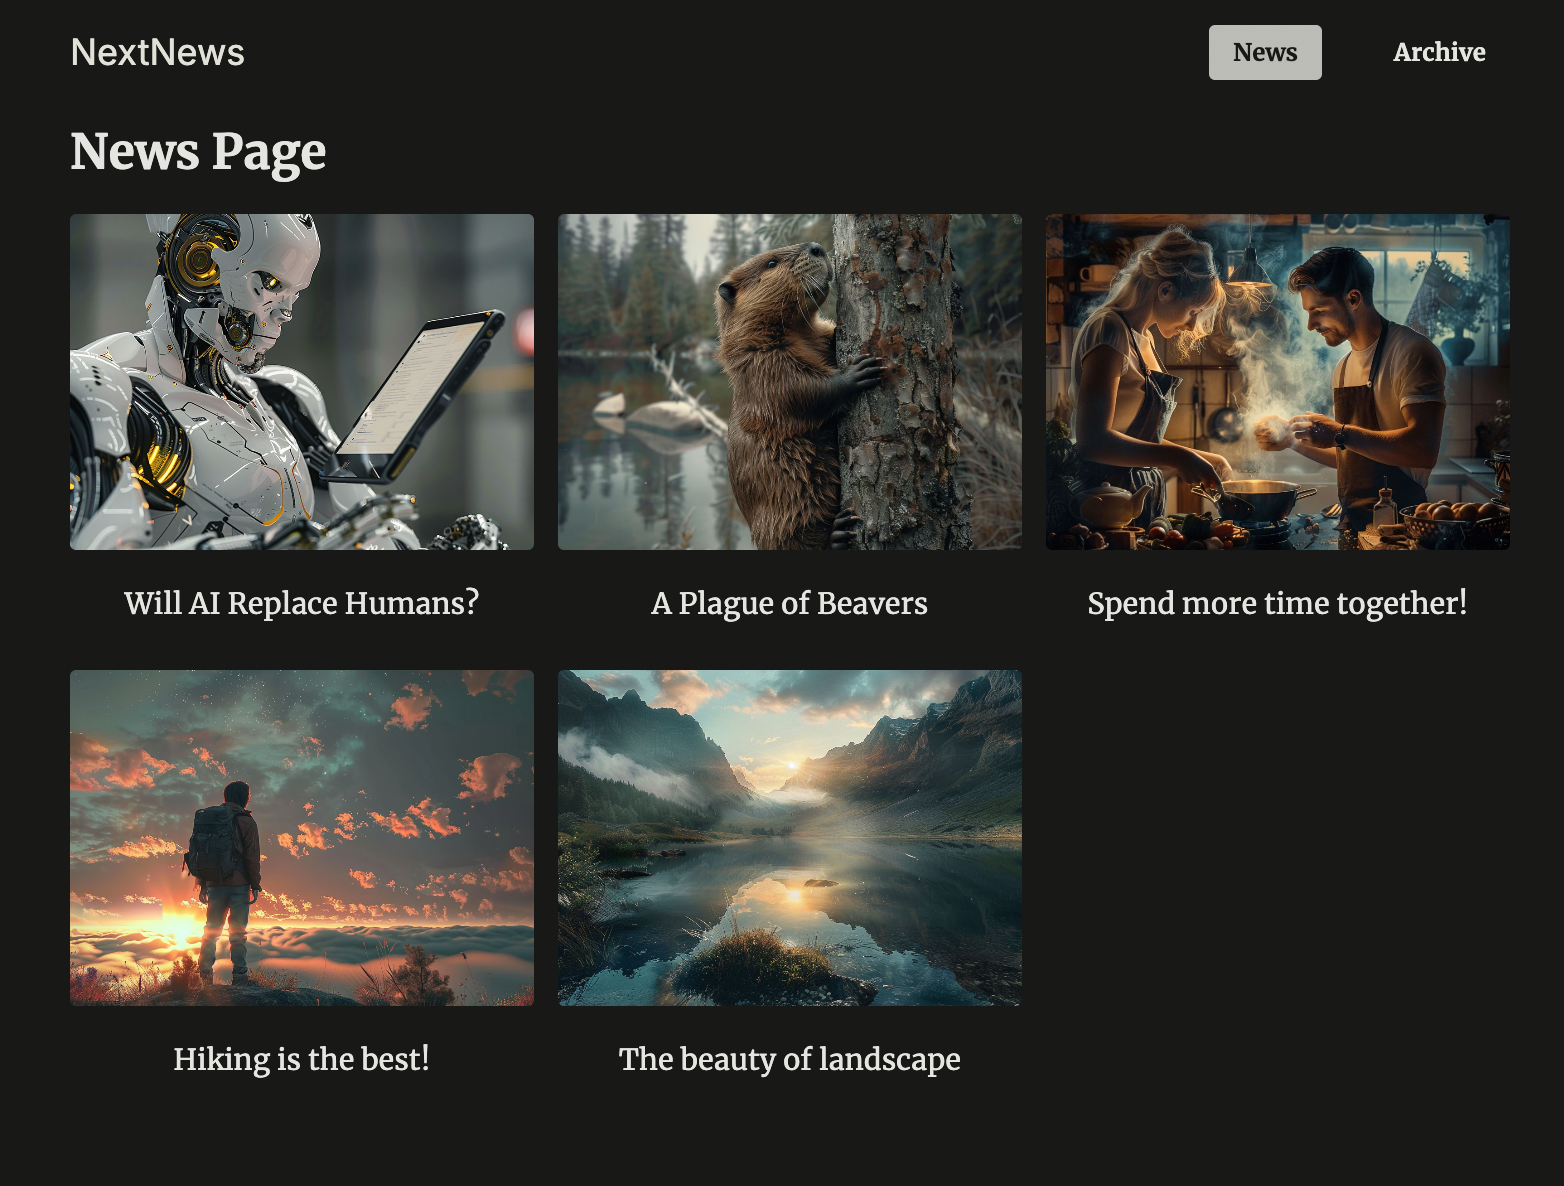 NextNews
News
Archive
News Page
Will AI Replace Humans?
A Plague of Beavers
Spend more time together!
Hiking is the best!
The beauty of landscape